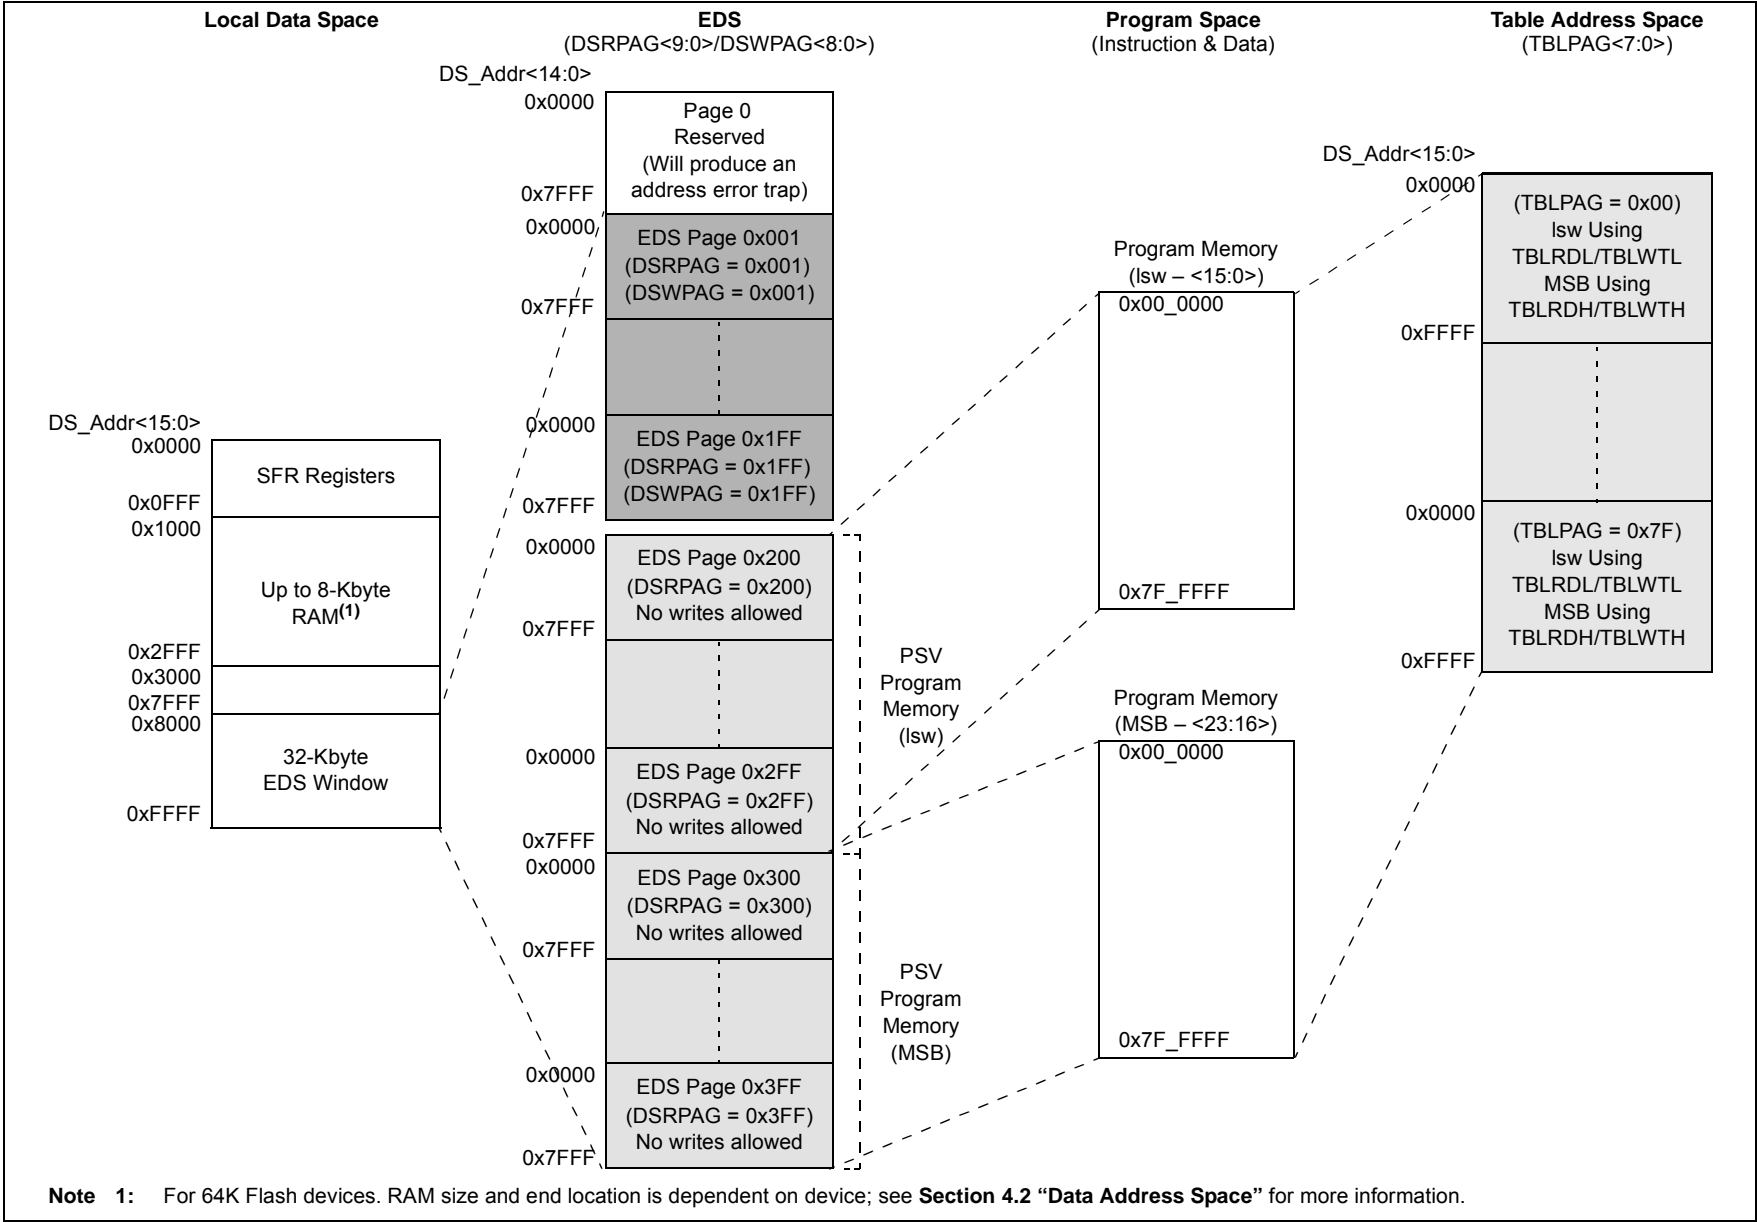 Local Data Space
EDS
(DSRPAG<9:0>/DSWPAG<8:0>)
Program Space
(Instruction & Data)
Table Address Space
(TBLPAG<7:0>)
DS_Addr<15:0>
0x0000
SFR Registers
0x0FFF
0x1000
Up to 8-Kbyte
RAM(1)
0x2FFF
0x3000
0x7FFF
0x8000
32-Kbyte
EDS Window
0xFFFF
DS_Addr<14:0>
0x0000
Page 0
Reserved
(Will produce an
address error trap)
0x7FFF
0x0000
EDS Page 0x001
(DSRPAG = 0x001)
(DSWPAG = 0x001)
0x7FFF
0x0000
EDS Page 0x1FF
(DSRPAG = 0x1FF)
(DSWPAG = 0x1FF)
0x7FFF
0x0000
EDS Page 0x200
(DSRPAG = 0x200)
No writes allowed
0x7FFF
0x0000
EDS Page 0x2FF
(DSRPAG = 0x2FF)
No writes allowed
0x7FFF
0x0000
EDS Page 0x300
(DSRPAG = 0x300)
No writes allowed
0x7FFF
0x0000
EDS Page 0x3FF
(DSRPAG = 0x3FF)
No writes allowed
0x7FFF
PSV
Program
Memory
(lsw)
PSV
Program
Memory
(MSB)
Program Memory
(lsw – <15:0>)
0x00_0000
0x7F_FFFF
Program Memory
(MSB – <23:16>)
0x00_0000
0x7F_FFFF
DS_Addr<15:0>
0x0000
(TBLPAG = 0x00)
lsw Using
TBLRDL/TBLWTL
MSB Using
TBLRDH/TBLWTH
0xFFFF
0x0000
(TBLPAG = 0x7F)
lsw Using
TBLRDL/TBLWTL
MSB Using
TBLRDH/TBLWTH
0xFFFF
Note 1: For 64K Flash devices. RAM size and end location is dependent on device; see Section 4.2 “Data Address Space” for more information.